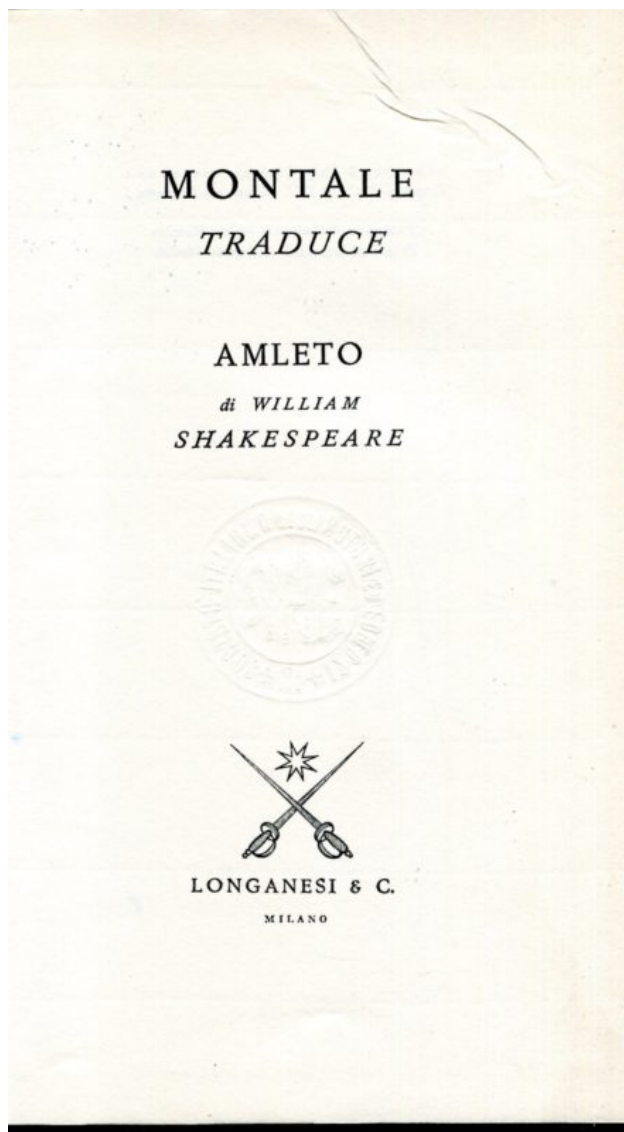 MONTALE
TRADUCE
AMLETO
di WILLIAM
SHAKESPEARE
LONGANESI & C.
MILANO